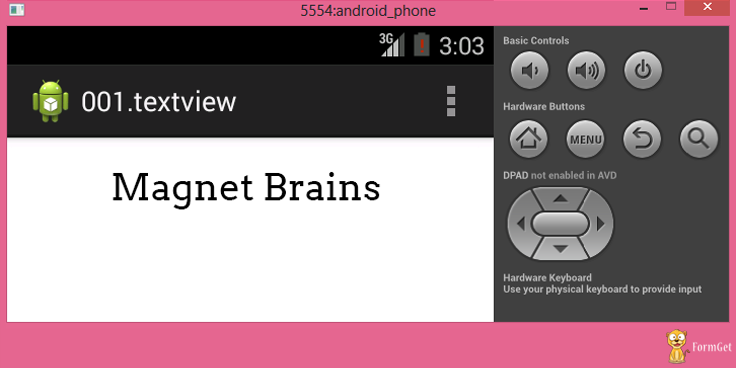 5554:android_phone
3G 3:03
001.textview
Magnet Brains
Basic Controls
Hardware Buttons
MENU
DPAD not enabled in AVD
Hardware Keyboard
Use your physical keyboard to provide input
FormGet